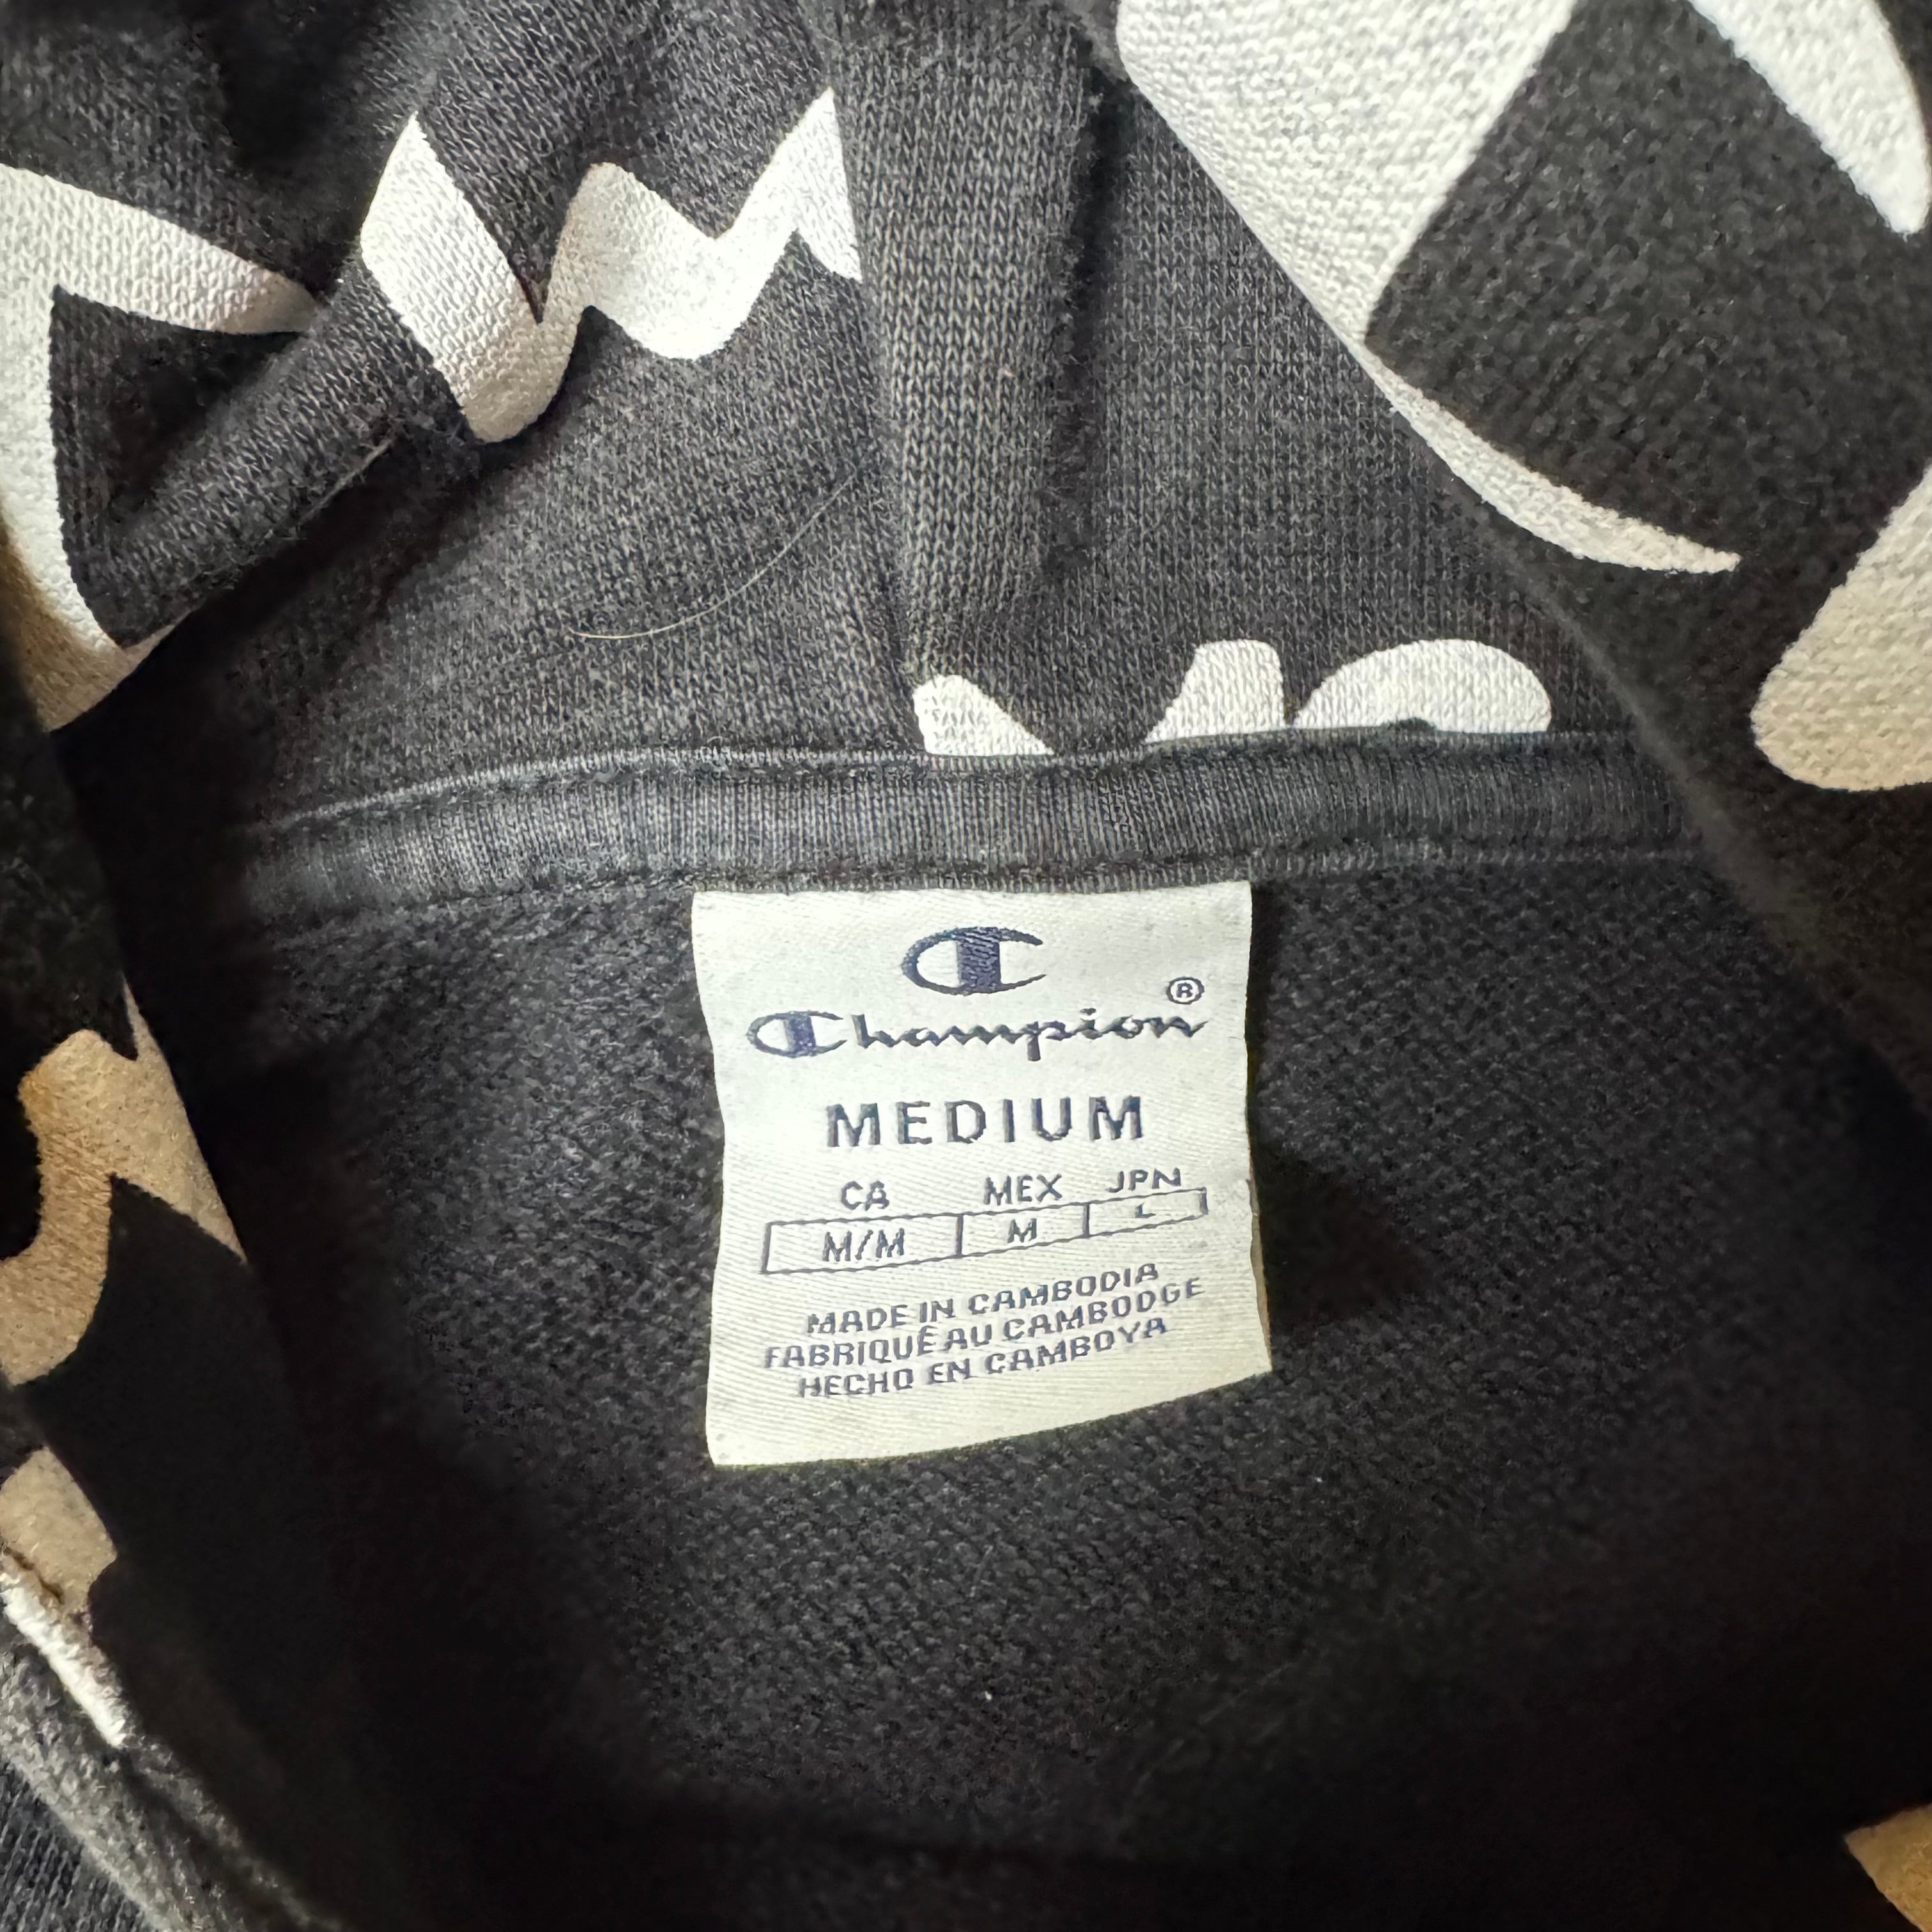 Champion®
MEDIUM
CA MEX JPN
M/M M L
MADE IN CAMBODIA
FABRIQUÉ AU CAMBODGE
HECHO EN CAMBOYA